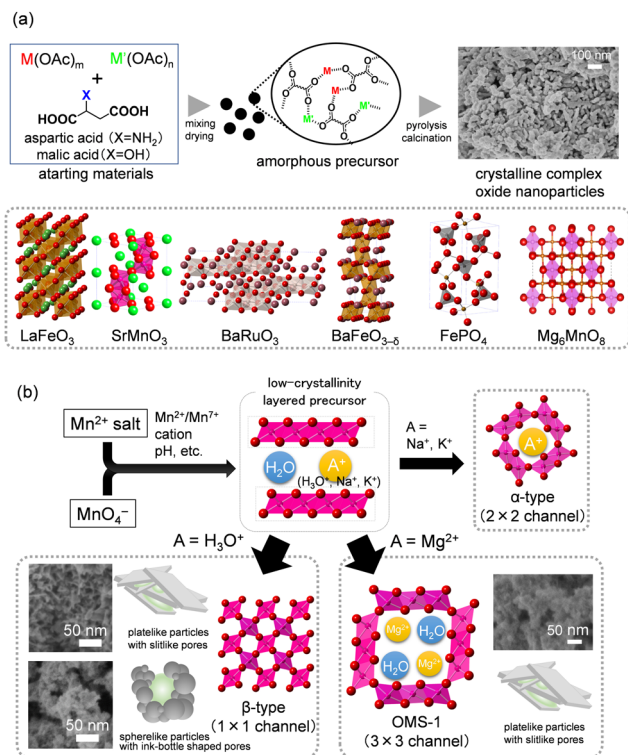 (a)
M(OAc)m M'(OAc)n
+
X
HOOC COOH
aspartic acid (X=NH2)
malic acid(X=OH)
atarting materials
mixing
drying
O O O O
M
O O O O
O O M O O
M' M'
O O O O
amorphous precursor
pyrolysis
calcination
100 nm
crystalline complex
oxide nanoparticles
LaFeO3
SrMnO3
BaRuO3
BaFeO3–δ
FePO4
Mg6MnO8
(b)
Mn2+ salt
MnO4−
Mn2+/Mn7+
cation
pH, etc.
low-crystallinity
layered precursor
H2O A+
(H3O+, Na+, K+)
A =
Na+, K+
A+
α-type
(2×2 channel)
A = H3O+
A = Mg2+
50 nm
platelike particles
with slitlike pores
50 nm
spherelike particles
with ink-bottle shaped pores
β-type
(1×1 channel)
Mg2+ H2O
H2O Mg2+
OMS-1
(3×3 channel)
50 nm
platelike particles
with slitlike pores